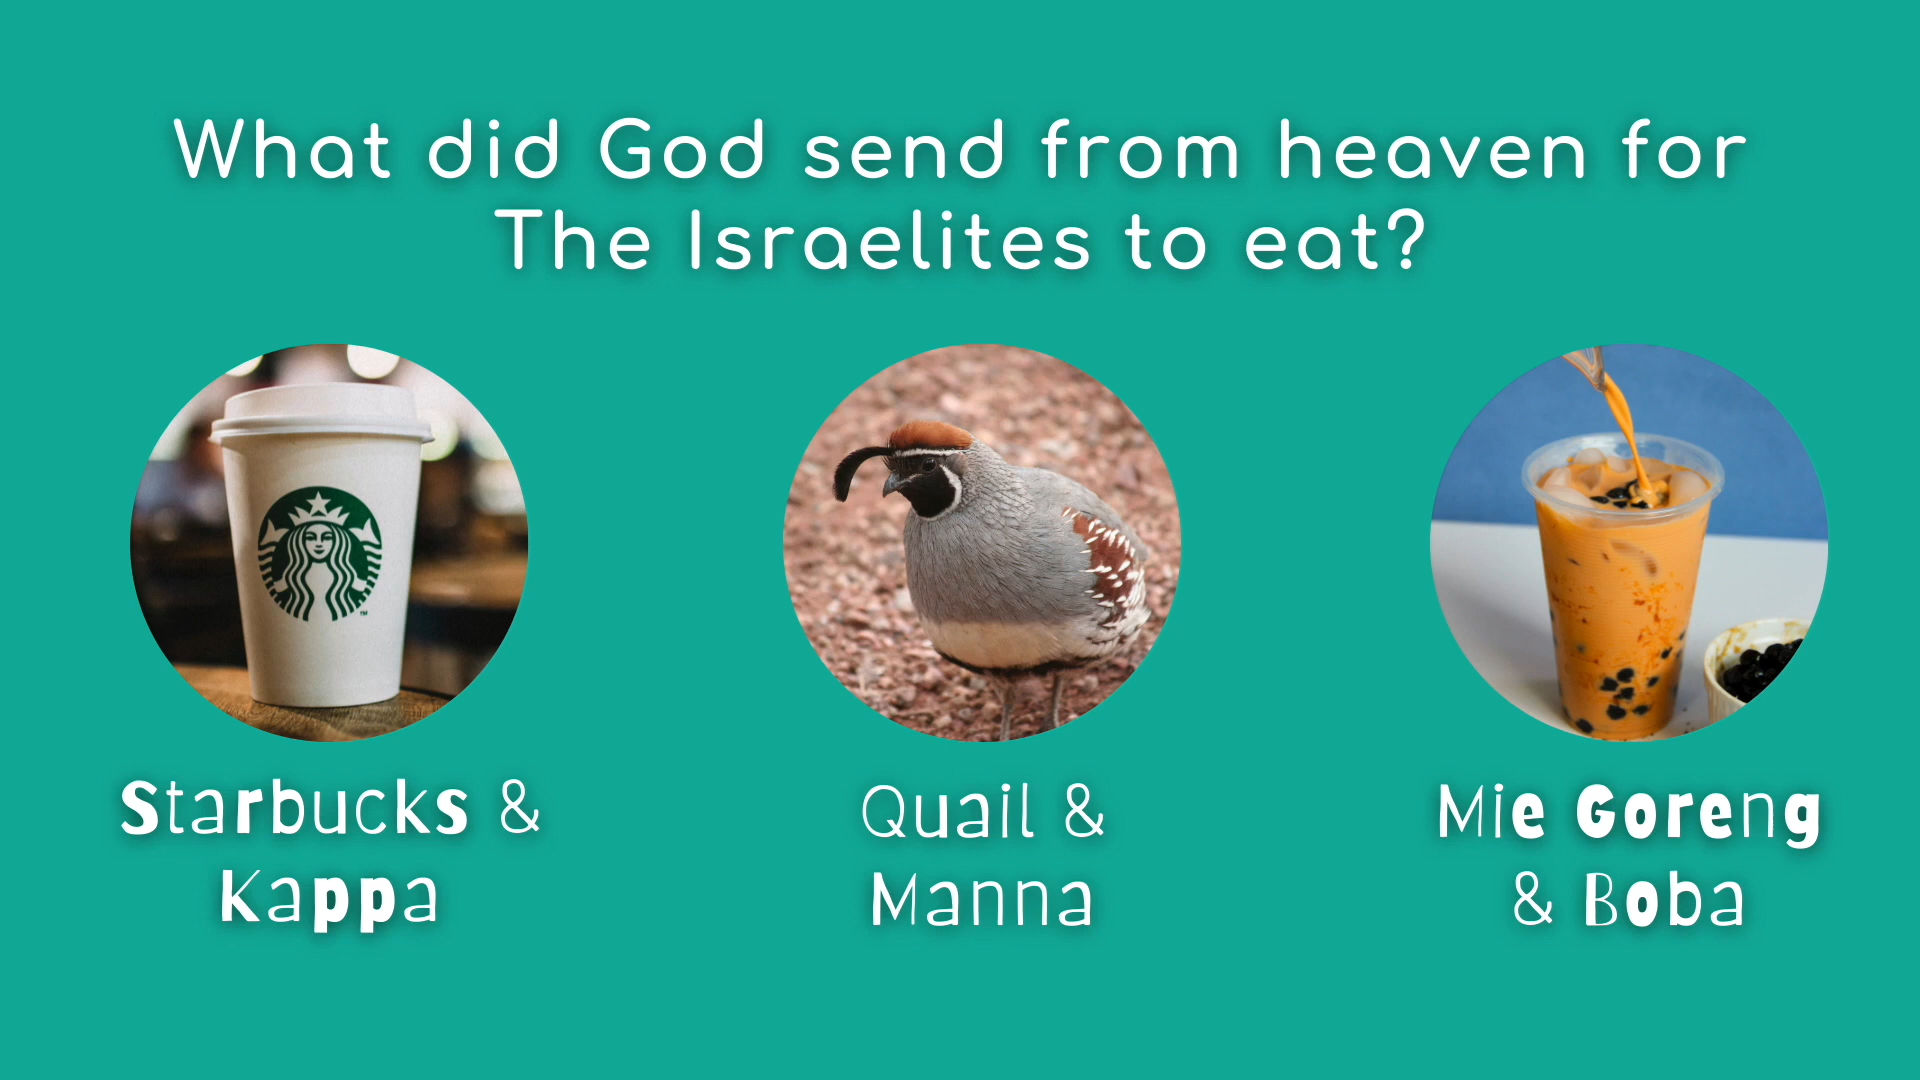 What did God send from heaven for
The Israelites to eat?
Starbucks &
Kappa
Quail &
Manna
Mie Goreng
& Boba